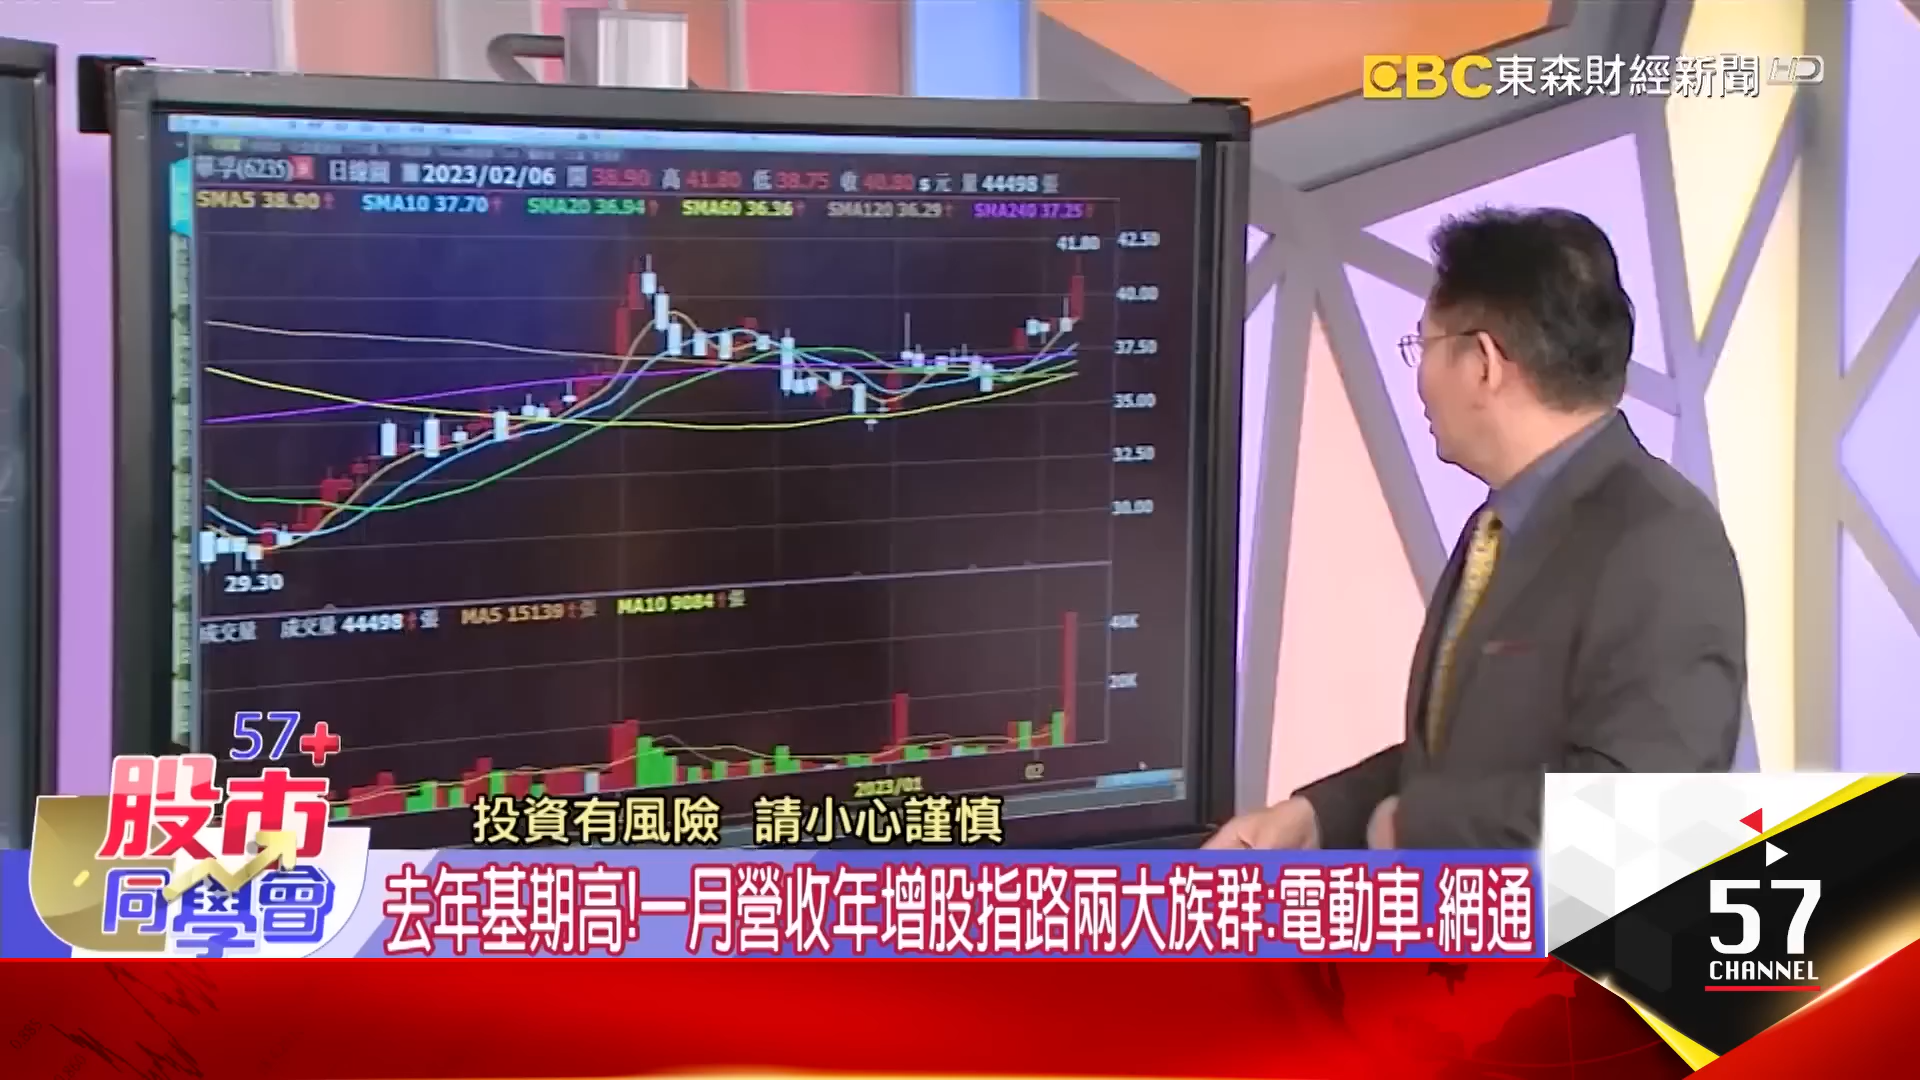 EBC東森財經新聞HD
華孚(6235) 日線圖 2023/02/06 開 38.90 高 41.80 低 38.75 收 40.80 s元 量 44498 張
SMA5 38.90↑ SMA10 37.70↑ SMA20 36.94↑ SMA60 36.36↑ SMA120 36.29↑ SMA240 37.25↑
41.80
42.50
40.00
37.50
35.00
32.50
30.00
29.30
成交量 成交量 44498↑張 MA5 15139↑張 MA10 9084↑張
40K
20K
2023/01
02
57+
股市
同學會
投資有風險 請小心謹慎
去年基期高!一月營收年增股指路兩大族群:電動車.網通
57
CHANNEL